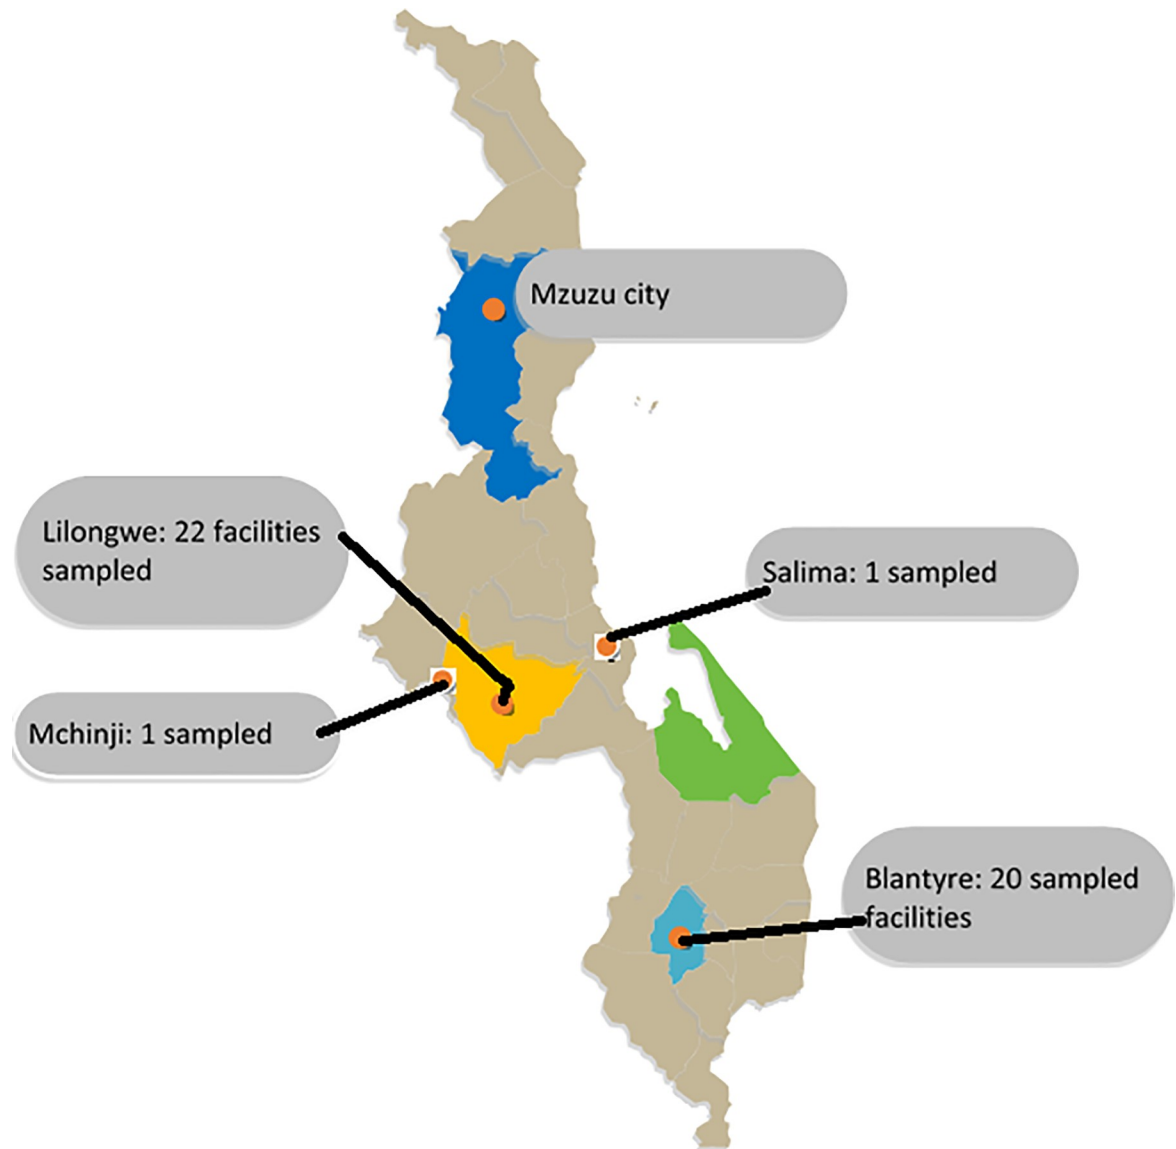 Mzuzu city
Lilongwe: 22 facilities
sampled
Salima: 1 sampled
Mchinji: 1 sampled
Blantyre: 20 sampled
facilities